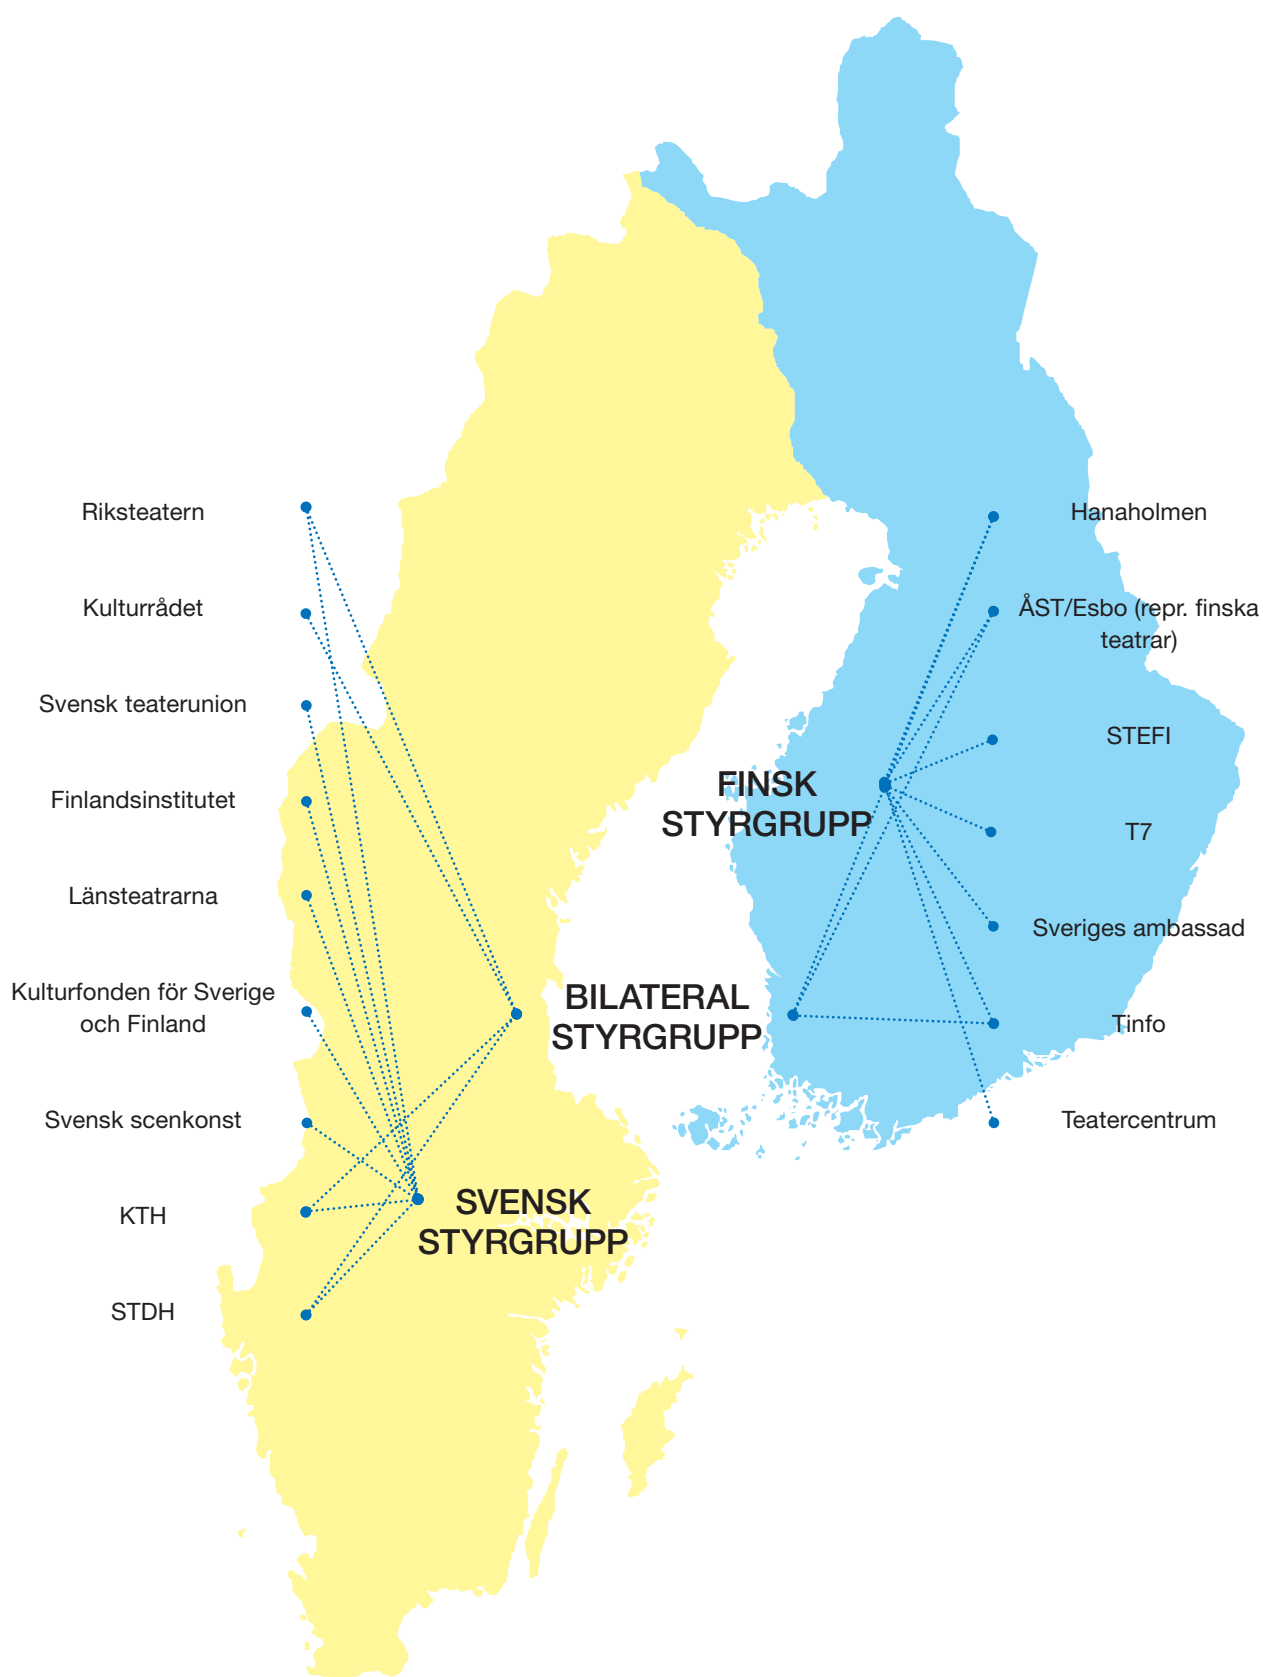 Riksteatern
Kulturrådet
Svensk teaterunion
Finlandsinstitutet
Länsteatrarna
Kulturfonden för Sverige
och Finland
Svensk scenkonst
KTH
STDH
FINSK
STYRGRUPP
BILATERAL
STYRGRUPP
SVENSK
STYRGRUPP
Hanaholmen
ÅST/Esbo (repr. finska
teatrar)
STEFI
T7
Sveriges ambassad
Tinfo
Teatercentrum